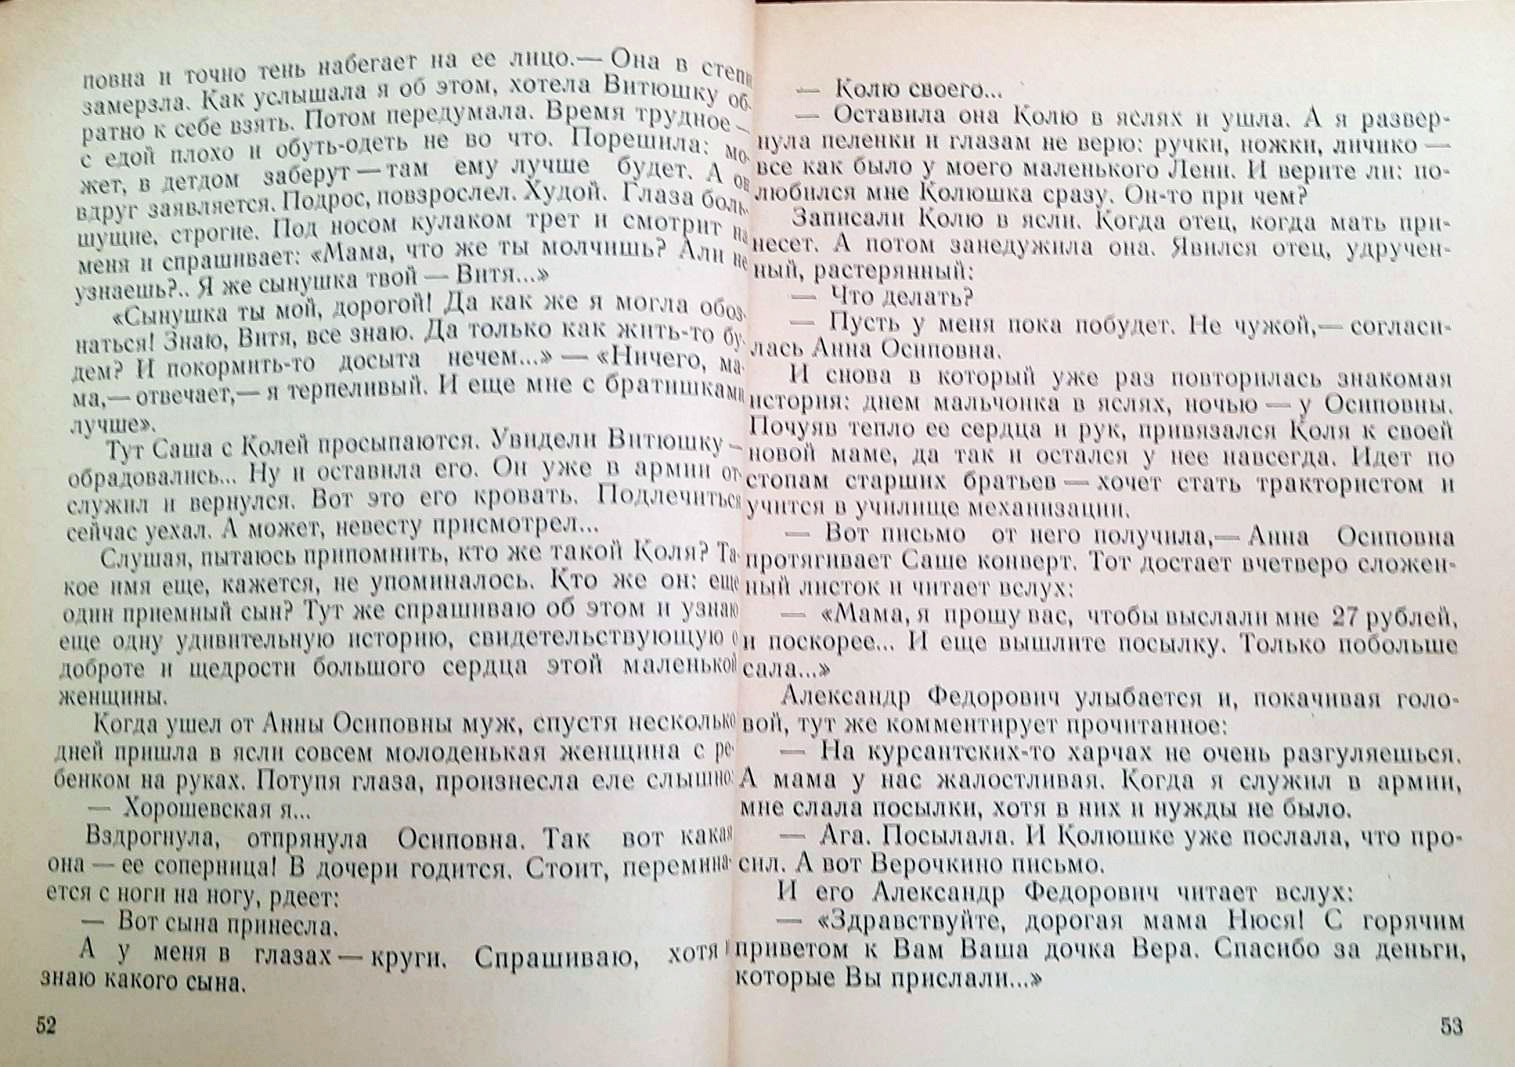 повна и точно тень набегает на ее лицо.— Она в степи
замерзла. Как услышала я об этом, хотела Витюшку об-
ратно к себе взять. Потом передумала. Время трудное —
с едой плохо и обуть-одеть не во что. Порешила: мо-
жет, в детдом заберут — там ему лучше будет. А он
вдруг заявляется. Подрос, повзрослел. Худой. Глаза боль-
шущие, строгие. Под носом кулаком трет и смотрит на
меня и спрашивает: «Мама, что же ты молчишь? Али не
узнаешь?.. Я же сынушка твой — Витя...»
«Сынушка ты мой, дорогой! Да как же я могла обоз-
наться! Знаю, Витя, все знаю. Да только как жить-то бу-
дем? И покормить-то досыта нечем...» — «Ничего, ма-
ма,— отвечает,— я терпеливый. И еще мне с братишками
лучше».
Тут Саша с Колей просыпаются. Увидели Витюшку —
обрадовались... Ну и оставила его. Он уже в армии от-
служил и вернулся. Вот это его кровать. Подлечиться
сейчас уехал. А может, невесту присмотрел...
Слушая, пытаюсь припомнить, кто же такой Коля? Та-
кое имя еще, кажется, не упоминалось. Кто же он: еще
один приемный сын? Тут же спрашиваю об этом и узнаю
еще одну удивительную историю, свидетельствующую о
доброте и щедрости большого сердца этой маленькой
женщины.
Когда ушел от Анны Осиповны муж, спустя несколько
дней пришла в ясли совсем молоденькая женщина с ре-
бенком на руках. Потупя глаза, произнесла еле слышно:
— Хорошевская я...
Вздрогнула, отпрянула Осиповна. Так вот какая
она — ее соперница! В дочери годится. Стоит, перемина-
ется с ноги на ногу, рдеет:
— Вот сына принесла.
А у меня в глазах — круги. Спрашиваю, хотя и
знаю какого сына.
52
— Колю своего...
— Оставила она Колю в яслях и ушла. А я развер-
нула пеленки и глазам не верю: ручки, ножки, личико —
все как было у моего маленького Лени. И верите ли: по-
любился мне Колюшка сразу. Он-то при чем?
Записали Колю в ясли. Когда отец, когда мать при-
несет. А потом занедужила она. Явился отец, удручен-
ный, растерянный:
— Что делать?
— Пусть у меня пока побудет. Не чужой,— согласи-
лась Анна Осиповна.
И снова в который уже раз повторилась знакомая
история: днем мальчонка в яслях, ночью — у Осиповны.
Почуяв тепло ее сердца и рук, привязался Коля к своей
новой маме, да так и остался у нее навсегда. Идет по
стопам старших братьев — хочет стать трактористом и
учится в училище механизации.
— Вот письмо от него получила,— Анна Осиповна
протягивает Саше конверт. Тот достает вчетверо сложен-
ный листок и читает вслух:
— «Мама, я прошу вас, чтобы выслали мне 27 рублей,
и поскорее... И еще вышлите посылку. Только побольше
сала...»
Александр Федорович улыбается и, покачивая голо-
вой, тут же комментирует прочитанное:
— На курсантских-то харчах не очень разгуляешься.
А мама у нас жалостливая. Когда я служил в армии,
мне слала посылки, хотя в них и нужды не было.
— Ага. Посылала. И Колюшке уже послала, что про-
сил. А вот Верочкино письмо.
И его Александр Федорович читает вслух:
— «Здравствуйте, дорогая мама Нюся! С горячим
приветом к Вам Ваша дочка Вера. Спасибо за деньги,
которые Вы прислали...»
53